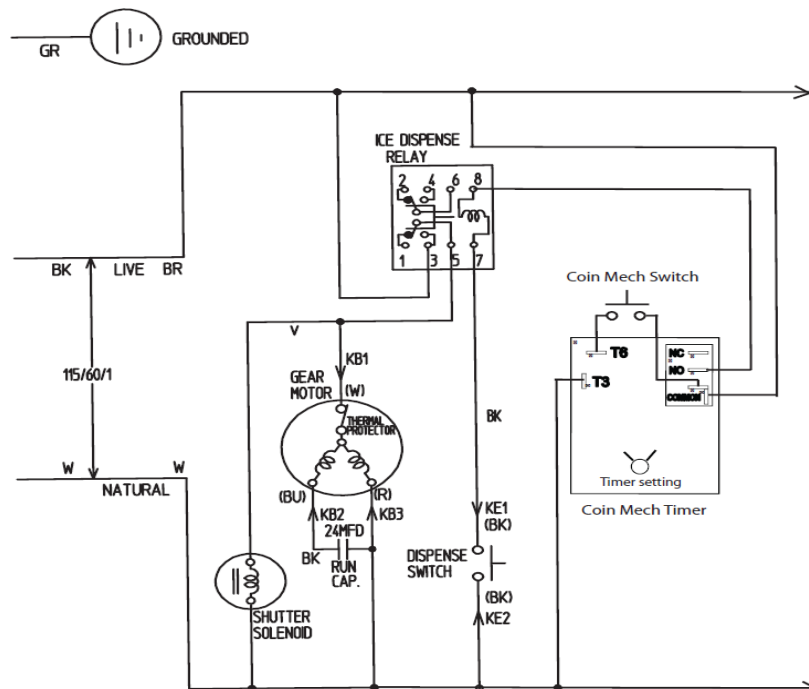 GR
GROUNDED
ICE DISPENSE
RELAY
2 4 6 8
1 3 5 7
BK LIVE BR
115/60/1
W W
NATURAL
V
KB1
GEAR
MOTOR (W)
THERMAL
PROTECTOR
(BU) (R)
KB2 KB3
24MFD
BK
RUN
CAP.
SHUTTER
SOLENOID
BK
KE1
(BK)
DISPENSE
SWITCH
(BK)
KE2
Coin Mech Switch
T6
T3
NC
NO
COMMON
Timer setting
Coin Mech Timer